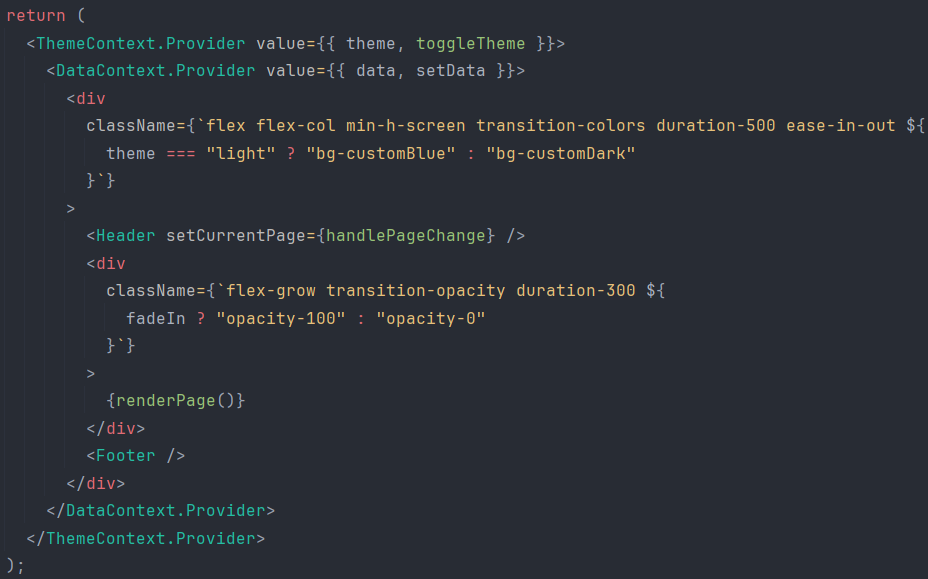 return (
  <ThemeContext.Provider value={{ theme, toggleTheme }}>
    <DataContext.Provider value={{ data, setData }}>
      <div
        className={`flex flex-col min-h-screen transition-colors duration-500 ease-in-out ${
          theme === "light" ? "bg-customBlue" : "bg-customDark"
        }`}
      >
        <Header setCurrentPage={handlePageChange} />
        <div
          className={`flex-grow transition-opacity duration-300 ${
            fadeIn ? "opacity-100" : "opacity-0"
          }`}
        >
          {renderPage()}
        </div>
        <Footer />
      </div>
    </DataContext.Provider>
  </ThemeContext.Provider>
);